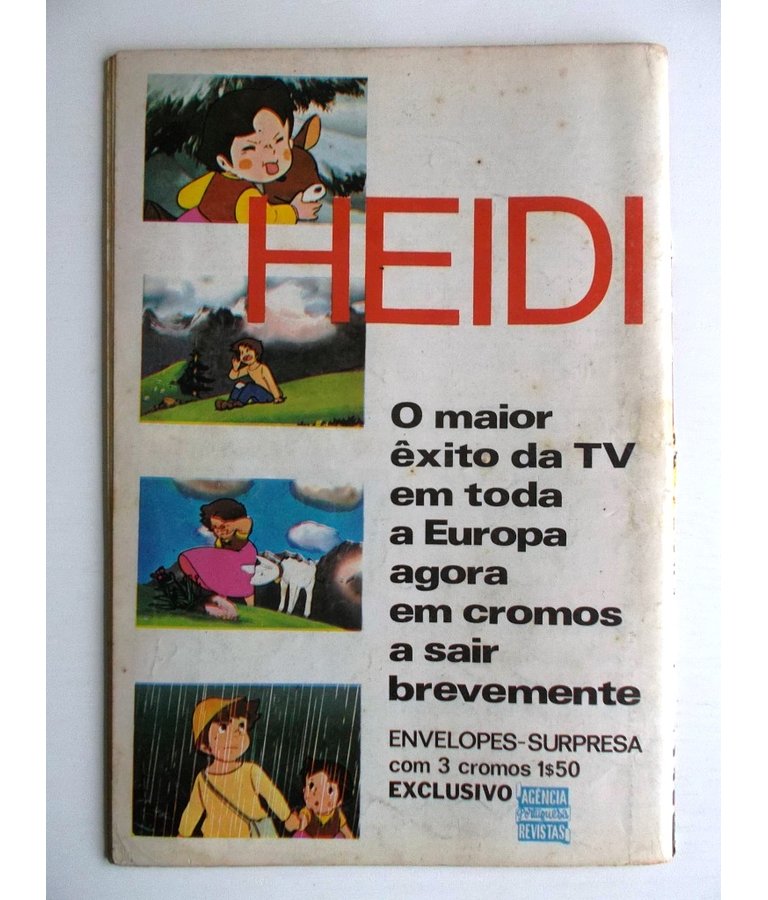 HEIDI
O maior
êxito da TV
em toda
a Europa
agora
em cromos
a sair
brevemente
ENVELOPES-SURPRESA
com 3 cromos 1$50
EXCLUSIVO
AGÊNCIA
Portuguesa
REVISTAS